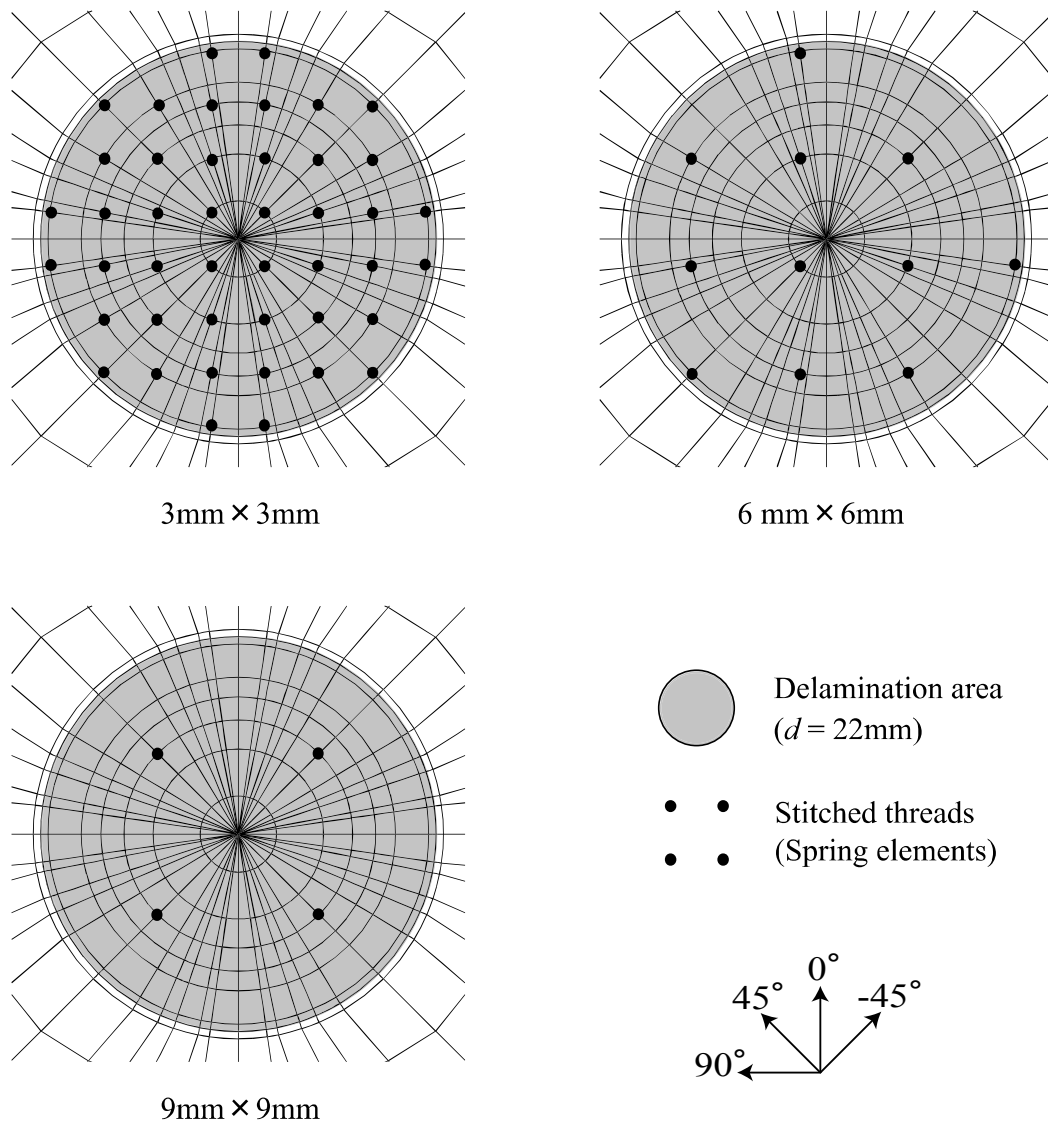 3mm×3mm
6 mm×6mm
Delamination area
(d = 22mm)
Stitched threads
(Spring elements)
0°
45°
-45°
90°
9mm×9mm